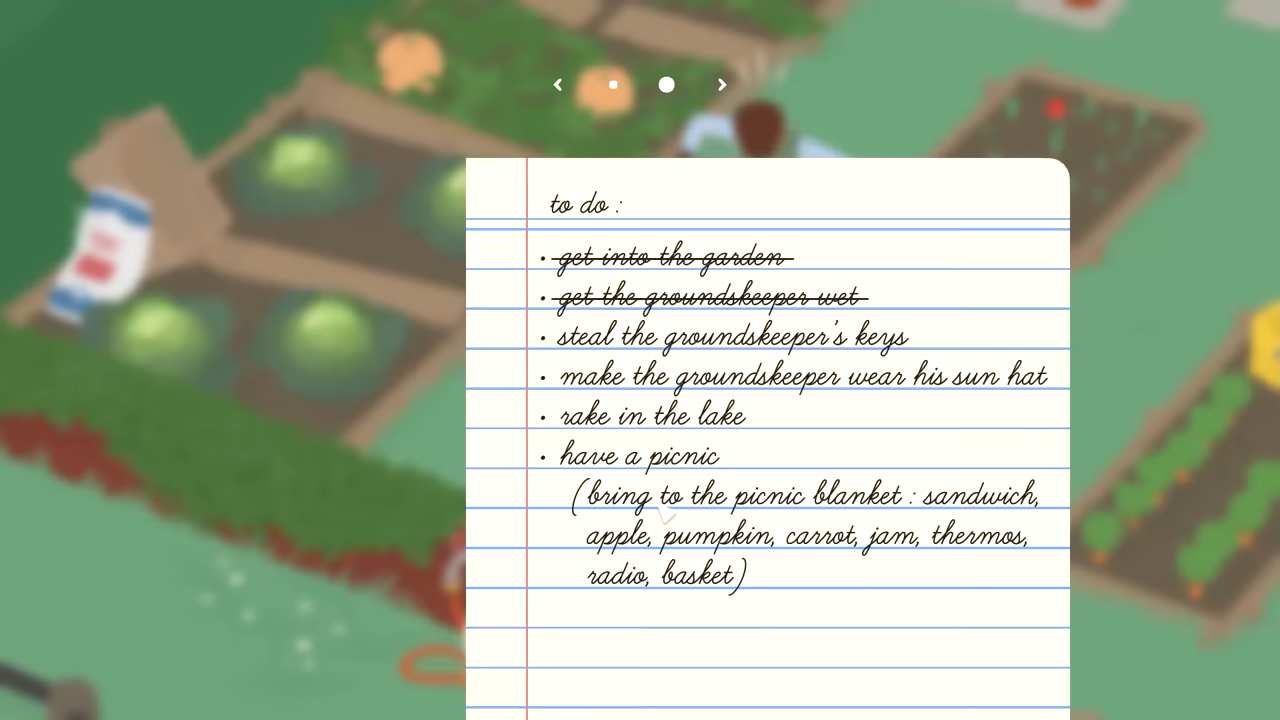 to do :
• get into the garden
• get the groundskeeper wet
• steal the groundskeeper's keys
• make the groundskeeper wear his sun hat
• rake in the lake
• have a picnic
(bring to the picnic blanket : sandwich,
apple, pumpkin, carrot, jam, thermos,
radio, basket)